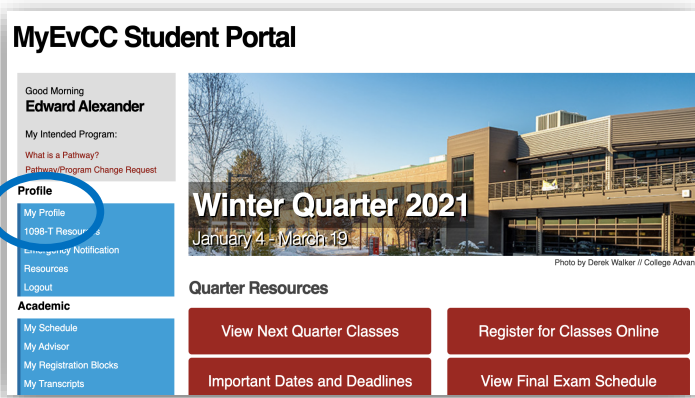 MyEvCC Student Portal
Good Morning
Edward Alexander
My Intended Program:
What is a Pathway?
Pathway/Program Change Request
Profile
My Profile
1098-T Resources
Emergency Notification
Resources
Logout
Academic
My Schedule
My Advisor
My Registration Blocks
My Transcripts
Winter Quarter 2021
January 4 - March 19
Photo by Derek Walker // College Advan
Quarter Resources
View Next Quarter Classes
Register for Classes Online
Important Dates and Deadlines
View Final Exam Schedule